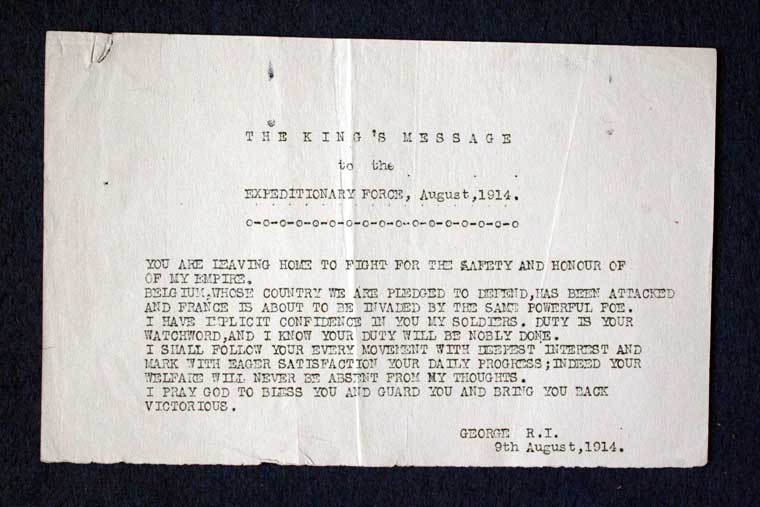 THE KING'S MESSAGE
to the
EXPEDITIONARY FORCE, August,1914.
o-o-o-o-o-o-o-o-o-o-o-o-o-o-o-o-o-o
YOU ARE LEAVING HOME TO FIGHT FOR THE SAFETY AND HONOUR OF
OF MY EMPIRE.
BELGIUM,WHOSE COUNTRY WE ARE PLEDGED TO DEFEND,HAS BEEN ATTACKED
AND FRANCE IS ABOUT TO BE INVADED BY THE SAME POWERFUL FOE.
I HAVE IMPLICIT CONFIDENCE IN YOU MY SOLDIERS. DUTY IS YOUR
WATCHWORD,AND I KNOW YOUR DUTY WILL BE NOBLY DONE.
I SHALL FOLLOW YOUR EVERY MOVEMENT WITH DEEPEST INTEREST AND
MARK WITH EAGER SATISFACTION YOUR DAILY PROGRESS;INDEED YOUR
WELFARE WILL NEVER BE ABSENT FROM MY THOUGHTS.
I PRAY GOD TO BLESS YOU AND GUARD YOU AND BRING YOU BACK
VICTORIOUS.
GEORGE R.I.
9th August,1914.